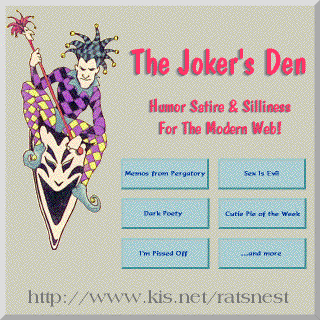 The Joker's Den
Humor Satire & Silliness
For The Modern Web!
Memos from Pergatory
Sex Is Evil
Dark Poety
Cutie Pie of the Week
I'm Pissed Off
...and more
http://www.kis.net/ratsnest